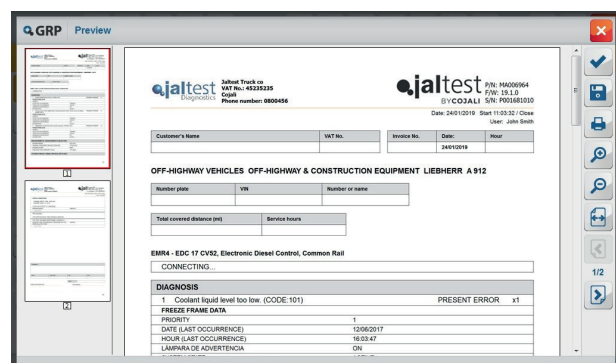 GRP Preview
jaltest Diagnostics
Jaltest Truck co
VAT No.: 45235235
Cojali
Phone number: 0800456
jaltest
BY COJALI
P/N: MA006964
F/W: 19.1.0
S/N: P001681010
Date: 24/01/2019 Start 11:03:32 / Close
User: John Smith
Customer's Name VAT No. Invoice No. Date: Hour
24/01/2019
OFF-HIGHWAY VEHICLES OFF-HIGHWAY & CONSTRUCTION EQUIPMENT LIEBHERR A 912
Number plate VIN Number or name
Total covered distance (mi) Service hours
EMR4 - EDC 17 CV52, Electronic Diesel Control, Common Rail
CONNECTING...
DIAGNOSIS
1 Coolant liquid level too low. (CODE:101) PRESENT ERROR x1
FREEZE FRAME DATA
PRIORITY 1
DATE (LAST OCCURRENCE) 12/06/2017
HOUR (LAST OCCURRENCE) 16:03:47
LÁMPARA DE ADVERTENCIA ON
1
2
1/2